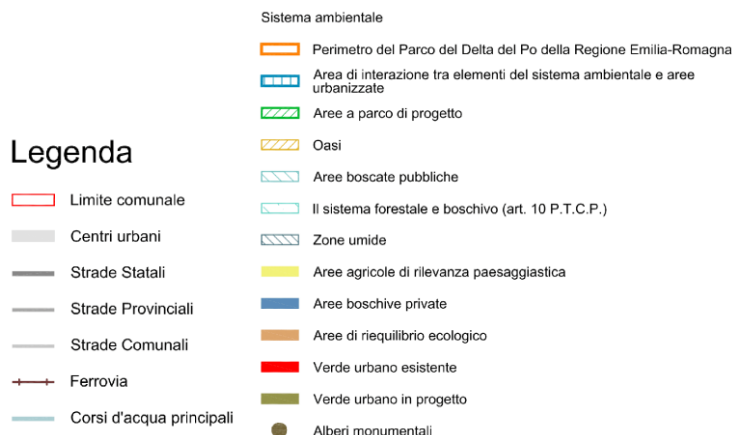 Legenda
Limite comunale
Centri urbani
Strade Statali
Strade Provinciali
Strade Comunali
Ferrovia
Corsi d'acqua principali
Sistema ambientale
Perimetro del Parco del Delta del Po della Regione Emilia-Romagna
Area di interazione tra elementi del sistema ambientale e aree
urbanizzate
Aree a parco di progetto
Oasi
Aree boscate pubbliche
Il sistema forestale e boschivo (art. 10 P.T.C.P.)
Zone umide
Aree agricole di rilevanza paesaggiastica
Aree boschive private
Aree di riequilibrio ecologico
Verde urbano esistente
Verde urbano in progetto
Alberi monumentali